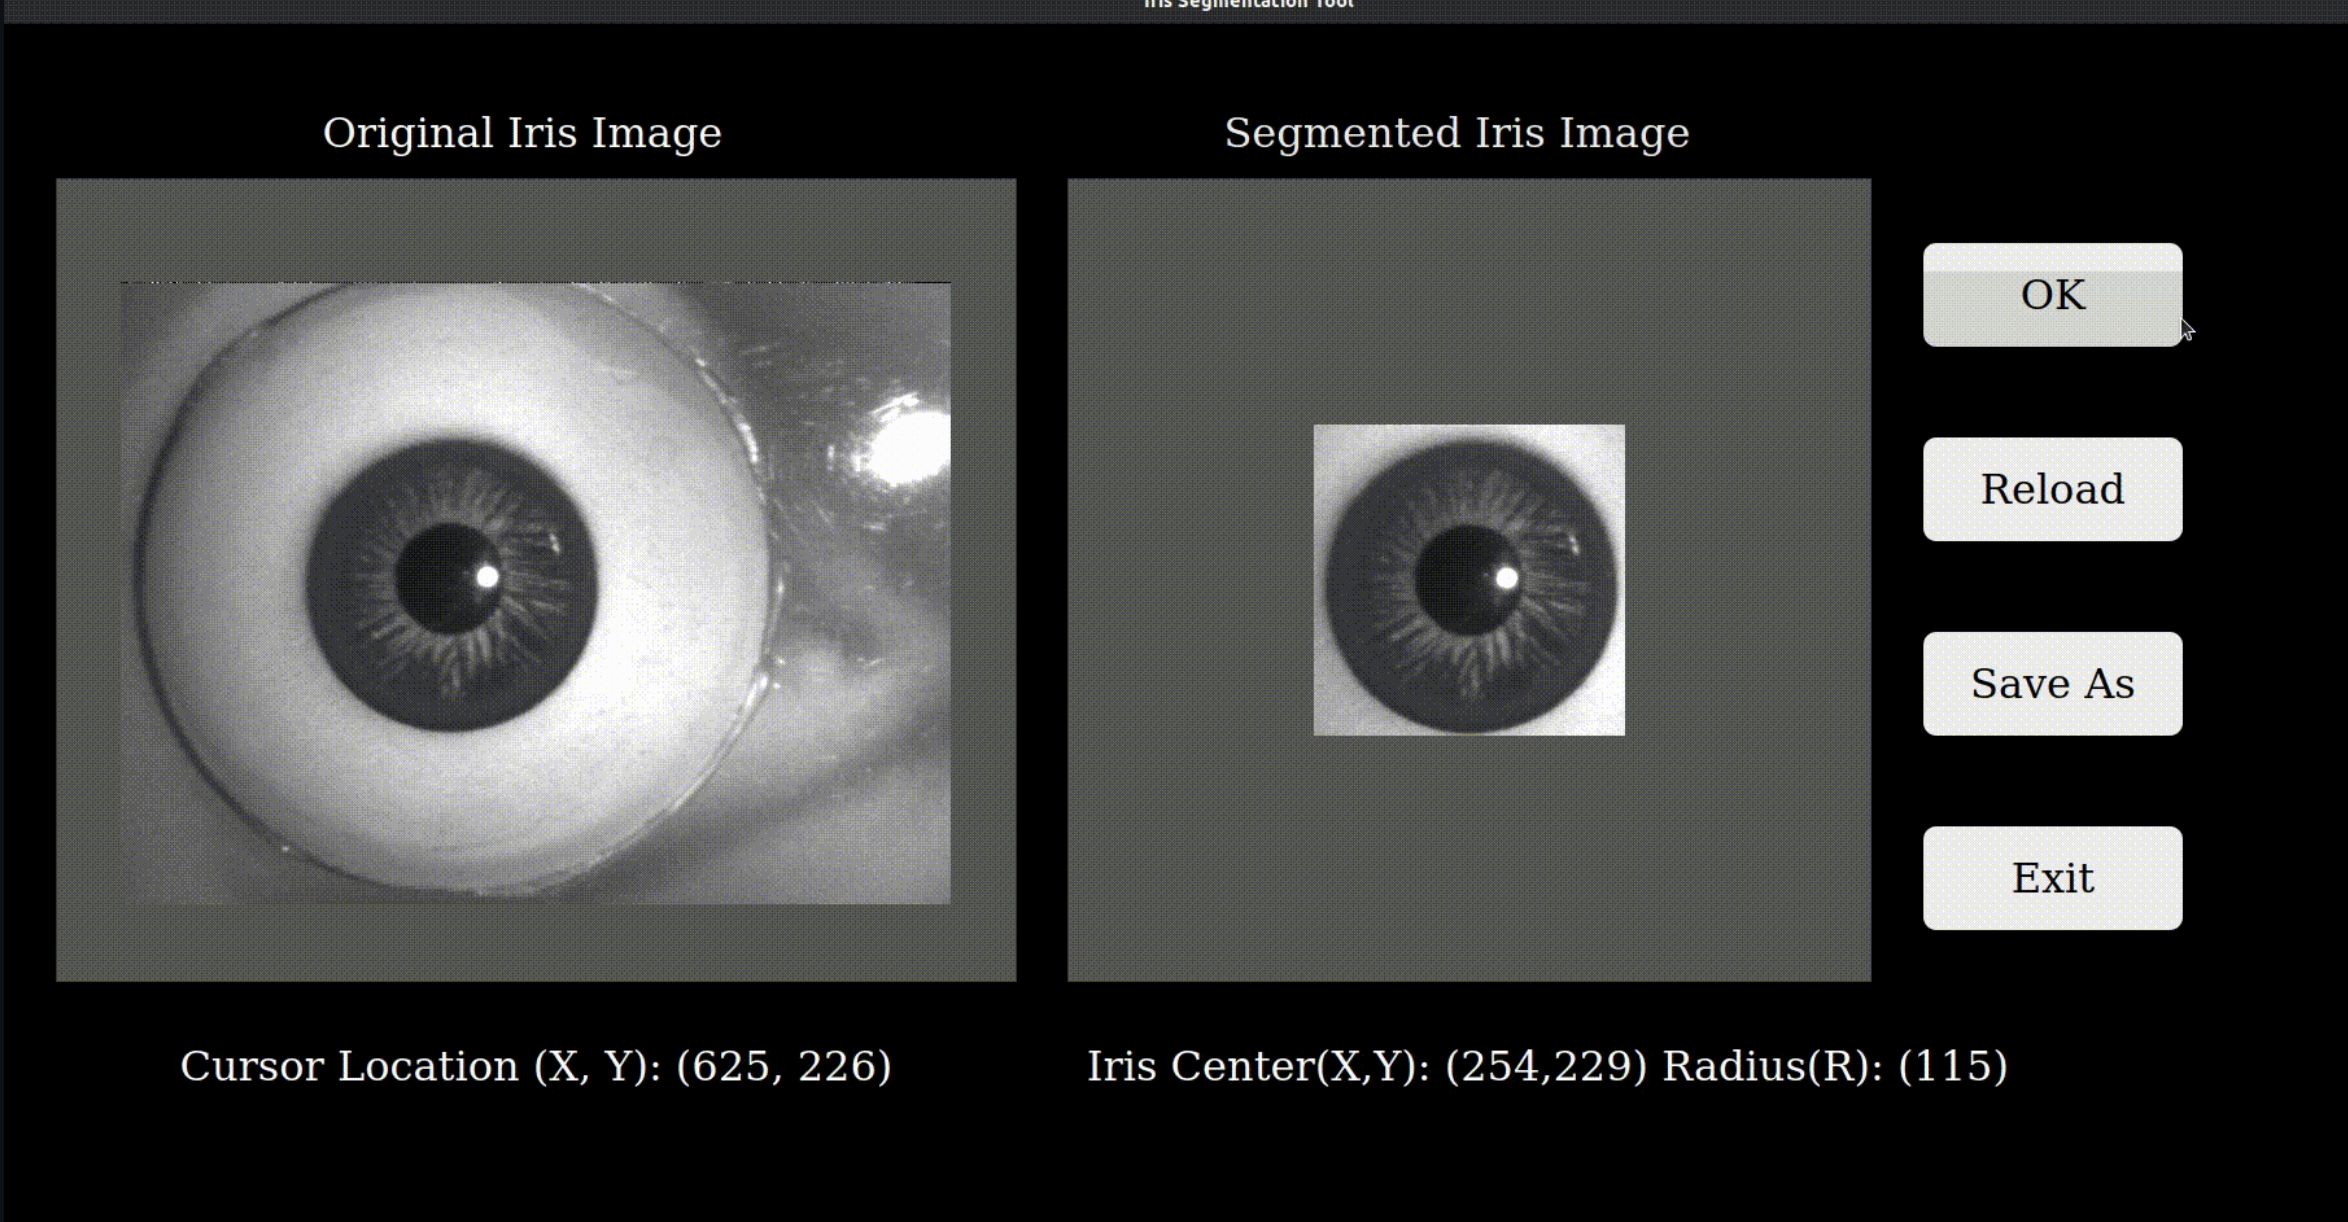 Iris Segmentation Tool
Original Iris Image
Segmented Iris Image
OK
Reload
Save As
Exit
Cursor Location (X, Y): (625, 226)
Iris Center(X,Y): (254,229) Radius(R): (115)